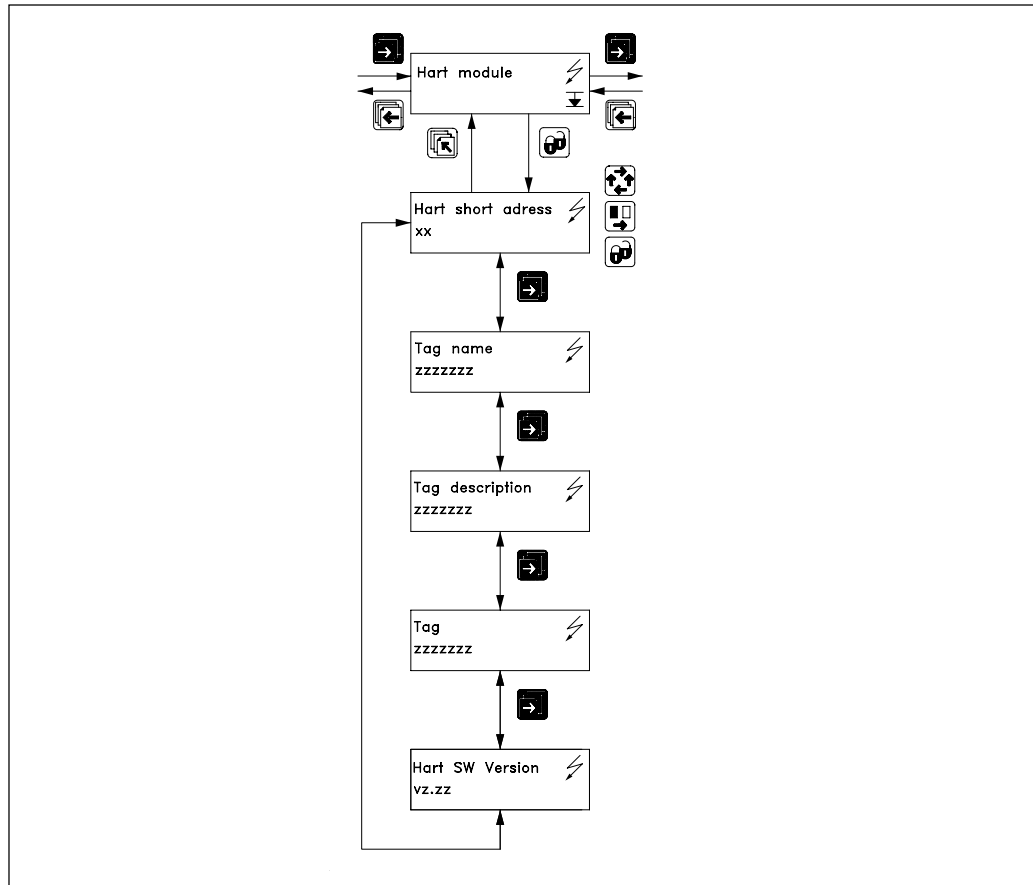 Hart module
Hart short adress
xx
Tag name
zzzzzzz
Tag description
zzzzzzz
Tag
zzzzzzz
Hart SW Version
vz.zz